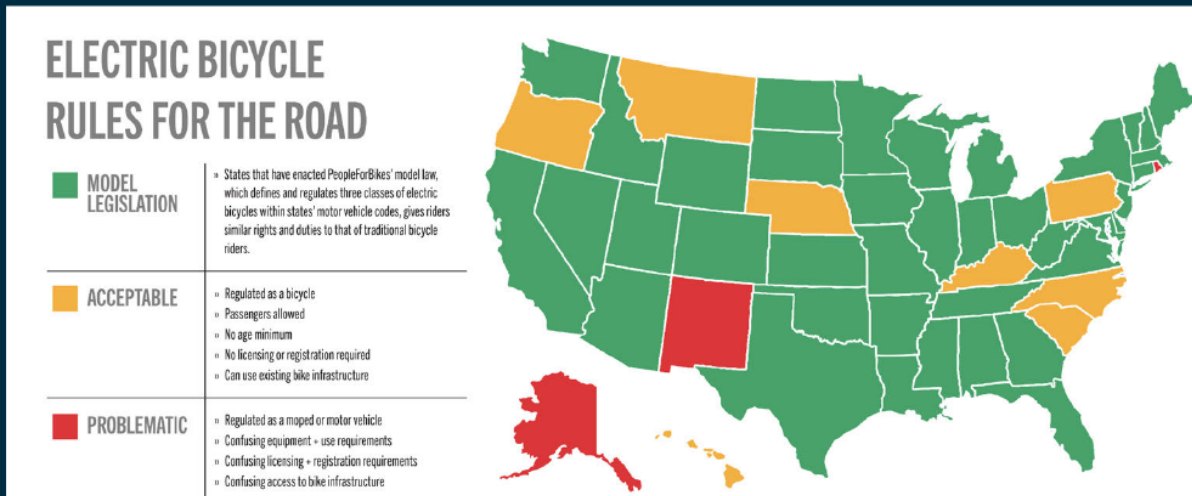 ELECTRIC BICYCLE
RULES FOR THE ROAD
MODEL
LEGISLATION
» States that have enacted PeopleForBikes' model law,
which defines and regulates three classes of electric
bicycles within states' motor vehicle codes, gives riders
similar rights and duties to that of traditional bicycle
riders.
ACCEPTABLE
» Regulated as a bicycle
» Passengers allowed
» No age minimum
» No licensing or registration required
» Can use existing bike infrastructure
PROBLEMATIC
» Regulated as a moped or motor vehicle
» Confusing equipment + use requirements
» Confusing licensing + registration requirements
» Confusing access to bike infrastructure